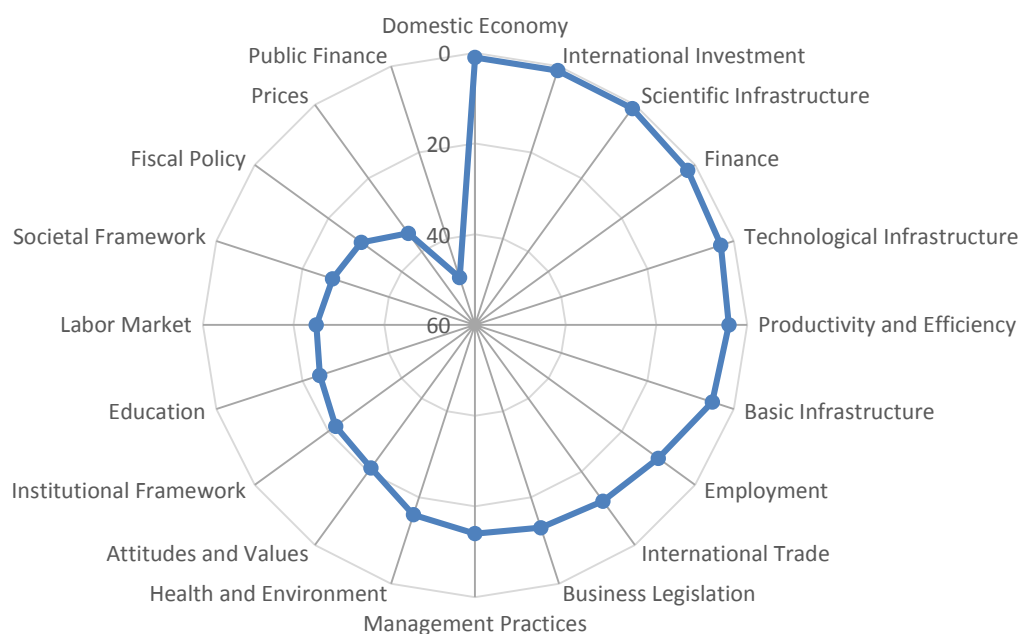 Domestic Economy
International Investment
Scientific Infrastructure
Finance
Technological Infrastructure
Productivity and Efficiency
Basic Infrastructure
Employment
International Trade
Business Legislation
Management Practices
Health and Environment
Attitudes and Values
Institutional Framework
Education
Labor Market
Societal Framework
Fiscal Policy
Prices
Public Finance
0
20
40
60